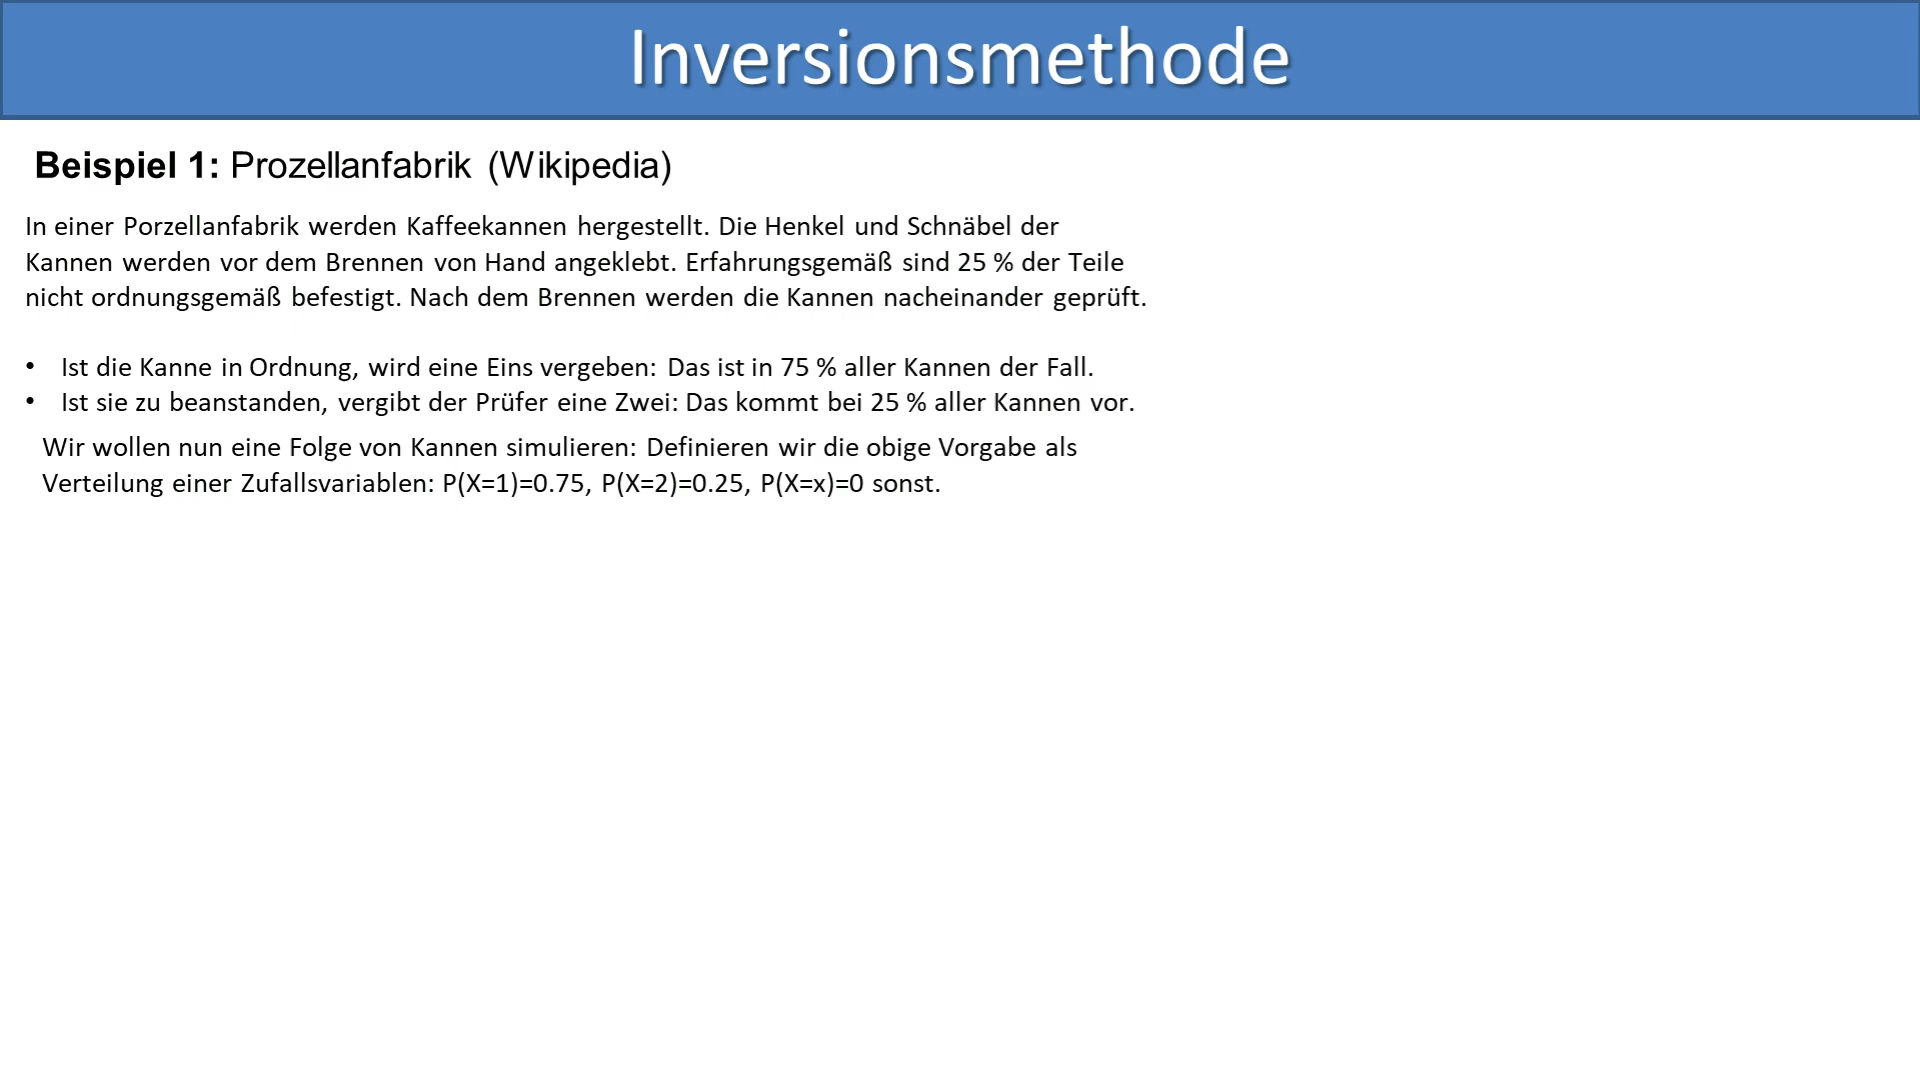 Inversionsmethode
Beispiel 1: Prozellanfabrik (Wikipedia)
In einer Porzellanfabrik werden Kaffeekannen hergestellt. Die Henkel und Schnäbel der
Kannen werden vor dem Brennen von Hand angeklebt. Erfahrungsgemäß sind 25 % der Teile
nicht ordnungsgemäß befestigt. Nach dem Brennen werden die Kannen nacheinander geprüft.
• Ist die Kanne in Ordnung, wird eine Eins vergeben: Das ist in 75 % aller Kannen der Fall.
• Ist sie zu beanstanden, vergibt der Prüfer eine Zwei: Das kommt bei 25 % aller Kannen vor.
Wir wollen nun eine Folge von Kannen simulieren: Definieren wir die obige Vorgabe als
Verteilung einer Zufallsvariablen: P(X=1)=0.75, P(X=2)=0.25, P(X=x)=0 sonst.